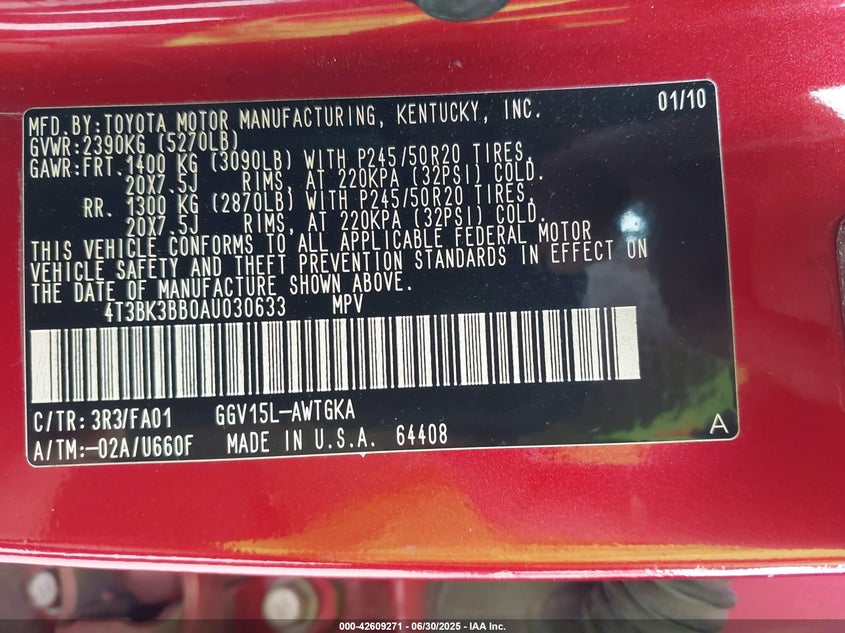 MFD.BY:TOYOTA MOTOR MANUFACTURING, KENTUCKY, INC. 01/10
GVWR:2390KG (5270LB)
GAWR:FRT.1400 KG (3090LB) WITH P245/50R20 TIRES,
20X7.5J RIMS, AT 220KPA (32PSI) COLD.
RR. 1300 KG (2870LB) WITH P245/50R20 TIRES,
20X7.5J RIMS, AT 220KPA (32PSI) COLD.
THIS VEHICLE CONFORMS TO ALL APPLICABLE FEDERAL MOTOR
VEHICLE SAFETY AND THEFT PREVENTION STANDARDS IN EFFECT ON
THE DATE OF MANUFACTURE SHOWN ABOVE.
4T3BK3BB0AU030633 MPV
C/TR: 3R3/FA01 GGV15L-AWTGKA
A/TM:-02A/U660F MADE IN U.S.A. 64408 A
000-42609271 - 06/30/2025 - IAA Inc.